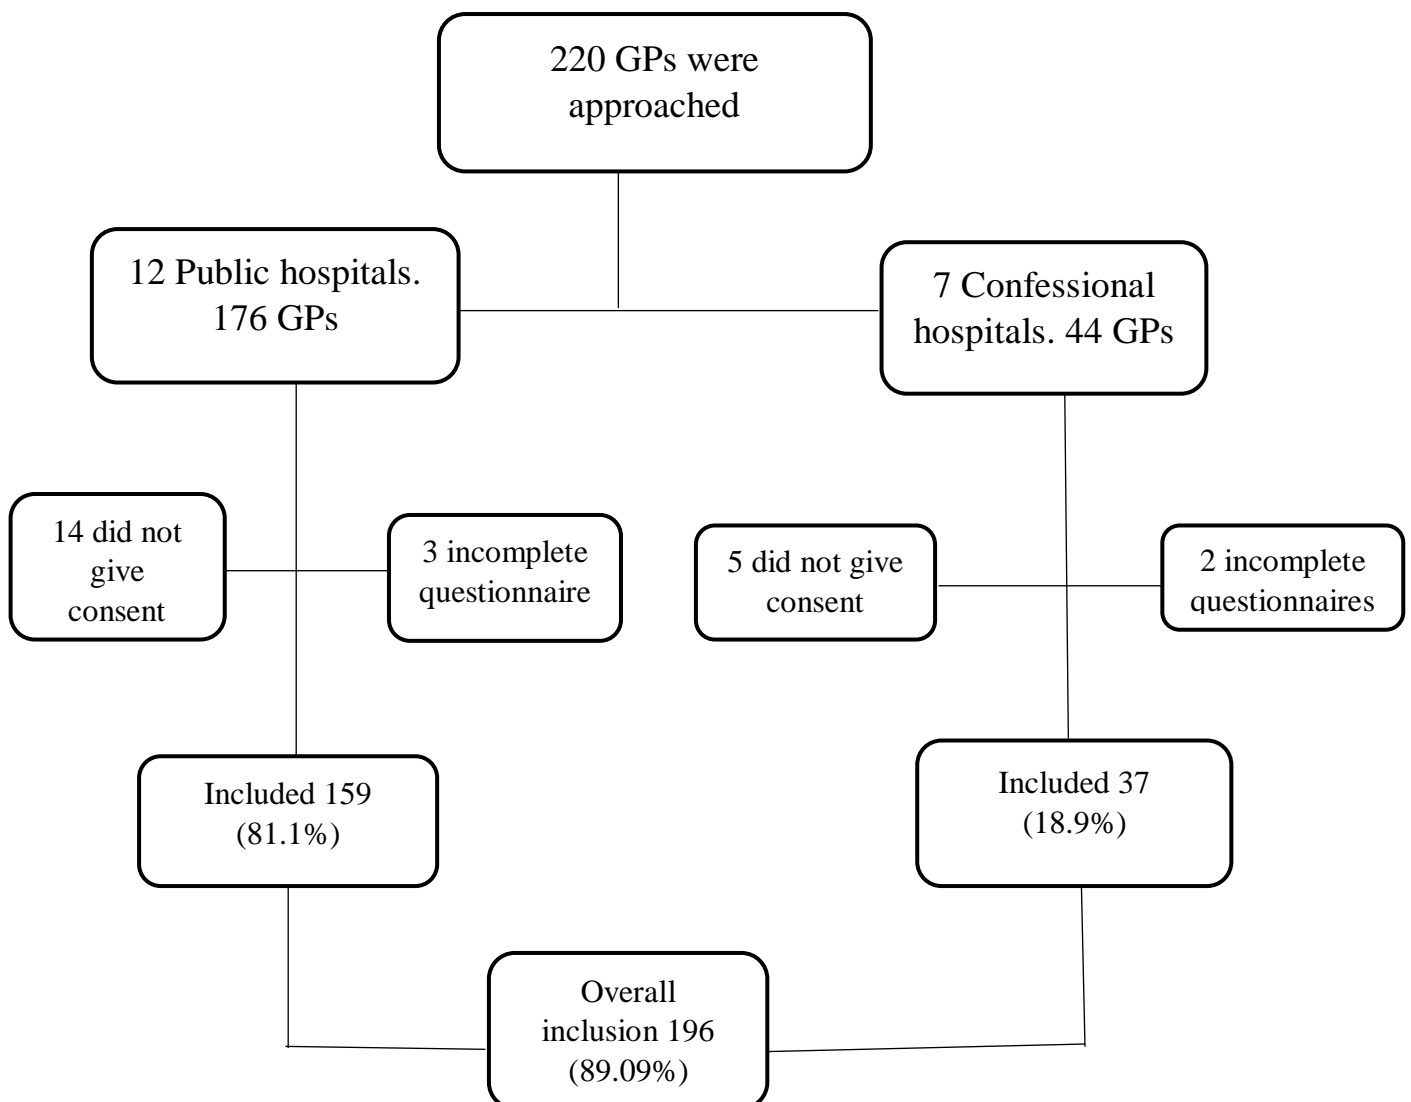 220 GPs were
approached
12 Public hospitals.
176 GPs
7 Confessional
hospitals. 44 GPs
14 did not
give
consent
3 incomplete
questionnaire
5 did not give
consent
2 incomplete
questionnaires
Included 159
(81.1%)
Included 37
(18.9%)
Overall
inclusion 196
(89.09%)